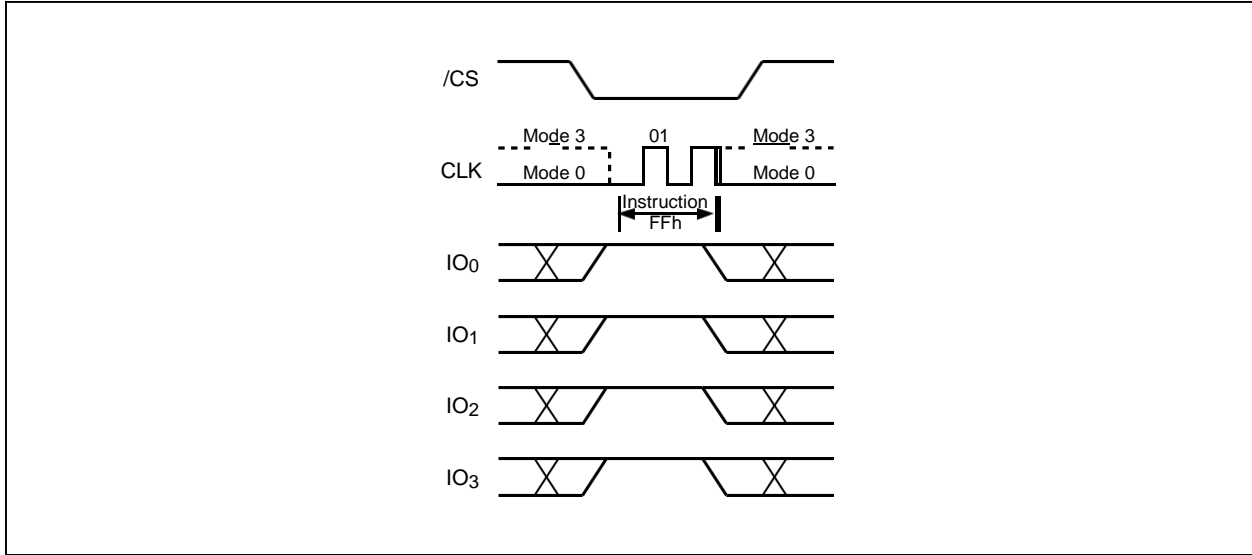 /CS
Mode 3 01 Mode 3
CLK
Mode 0 Mode 0
Instruction
FFh
IO0
IO1
IO2
IO3